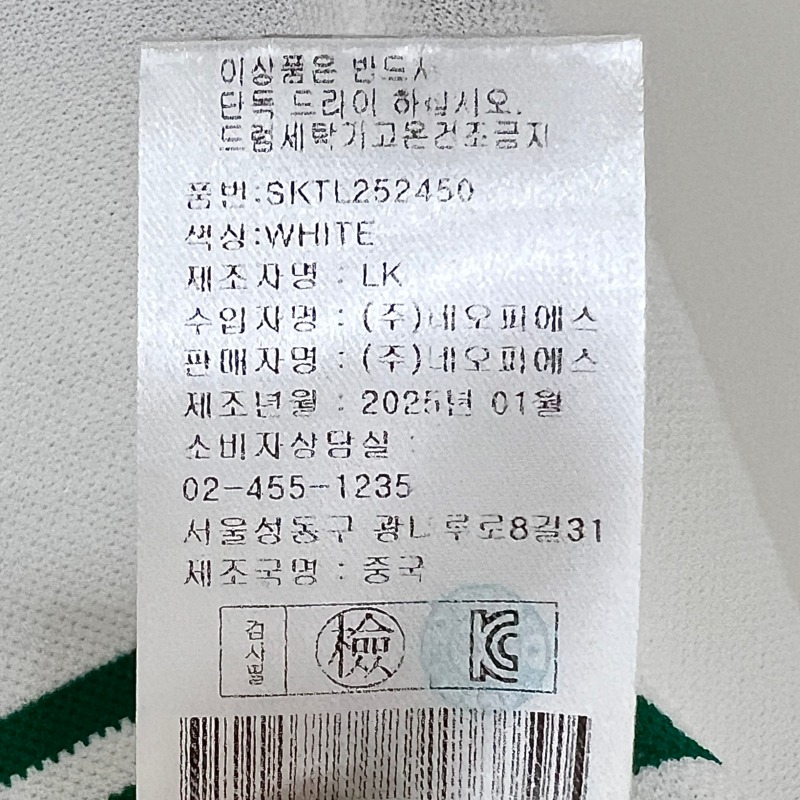 이상품은 반드시
단독 드라이 하십시오.
드럼세탁기고온건조금지
품번:SKTL252450
색상:WHITE
제조자명 : LK
수입자명 : (주)네오피에스
판매자명 : (주)네오피에스
제조년월 : 2025년 01월
소비자상담실 :
02-455-1235
서울성동구 광나루로8길31
제조국명 : 중국
검사필 檢 KC